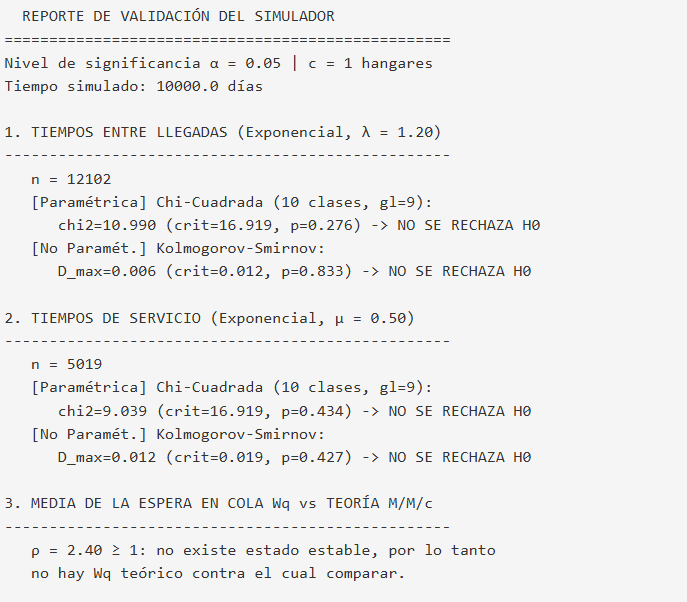 REPORTE DE VALIDACIÓN DEL SIMULADOR
==================================================
Nivel de significancia α = 0.05 | c = 1 hangares
Tiempo simulado: 10000.0 días
1. TIEMPOS ENTRE LLEGADAS (Exponencial, λ = 1.20)
--------------------------------------------------
n = 12102
[Paramétrica] Chi-Cuadrada (10 clases, gl=9):
chi2=10.990 (crit=16.919, p=0.276) -> NO SE RECHAZA H0
[No Paramét.] Kolmogorov-Smirnov:
D_max=0.006 (crit=0.012, p=0.833) -> NO SE RECHAZA H0
2. TIEMPOS DE SERVICIO (Exponencial, μ = 0.50)
--------------------------------------------------
n = 5019
[Paramétrica] Chi-Cuadrada (10 clases, gl=9):
chi2=9.039 (crit=16.919, p=0.434) -> NO SE RECHAZA H0
[No Paramét.] Kolmogorov-Smirnov:
D_max=0.012 (crit=0.019, p=0.427) -> NO SE RECHAZA H0
3. MEDIA DE LA ESPERA EN COLA Wq vs TEORÍA M/M/c
--------------------------------------------------
ρ = 2.40 ≥ 1: no existe estado estable, por lo tanto
no hay Wq teórico contra el cual comparar.